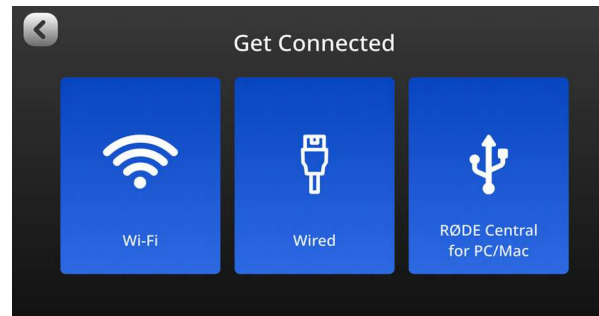 Get Connected
Wi-Fi
Wired
RØDE Central
for PC/Mac